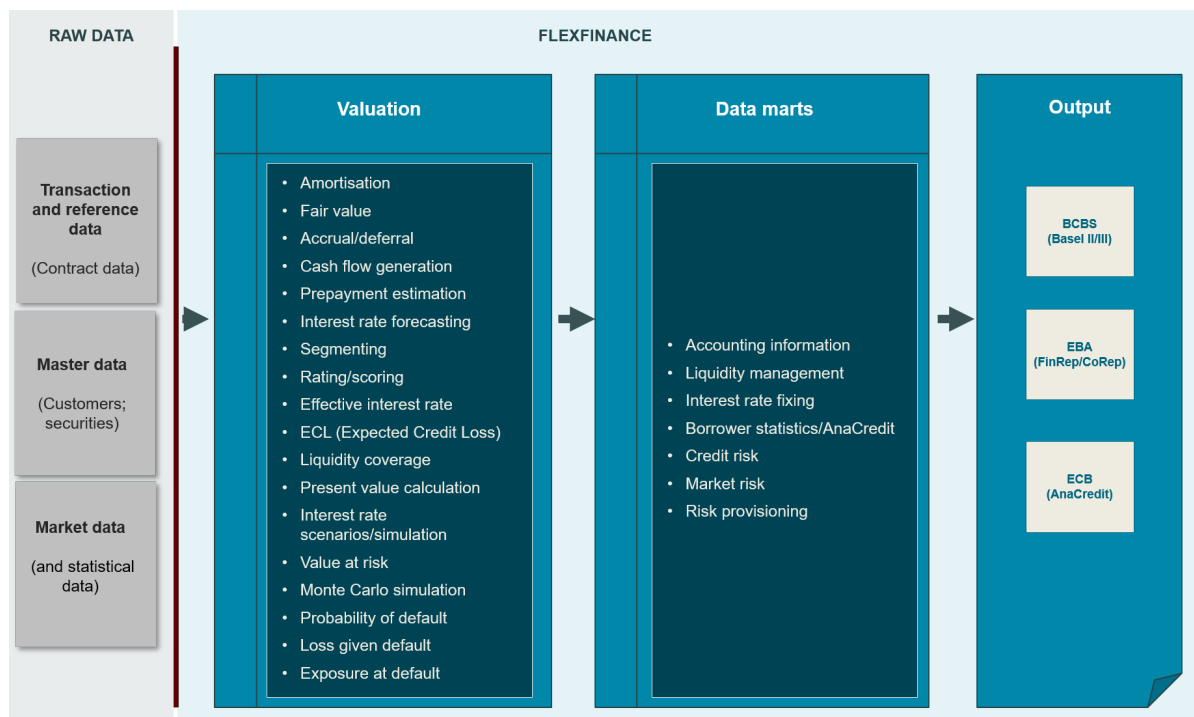 RAW DATA
FLEXFINANCE
Transaction
and reference
data
(Contract data)
Master data
(Customers;
securities)
Market data
(and statistical
data)
Valuation
• Amortisation
• Fair value
• Accrual/deferral
• Cash flow generation
• Prepayment estimation
• Interest rate forecasting
• Segmenting
• Rating/scoring
• Effective interest rate
• ECL (Expected Credit Loss)
• Liquidity coverage
• Present value calculation
• Interest rate
scenarios/simulation
• Value at risk
• Monte Carlo simulation
• Probability of default
• Loss given default
• Exposure at default
Data marts
• Accounting information
• Liquidity management
• Interest rate fixing
• Borrower statistics/AnaCredit
• Credit risk
• Market risk
• Risk provisioning
Output
BCBS
(Basel II/III)
EBA
(FinRep/CoRep)
ECB
(AnaCredit)